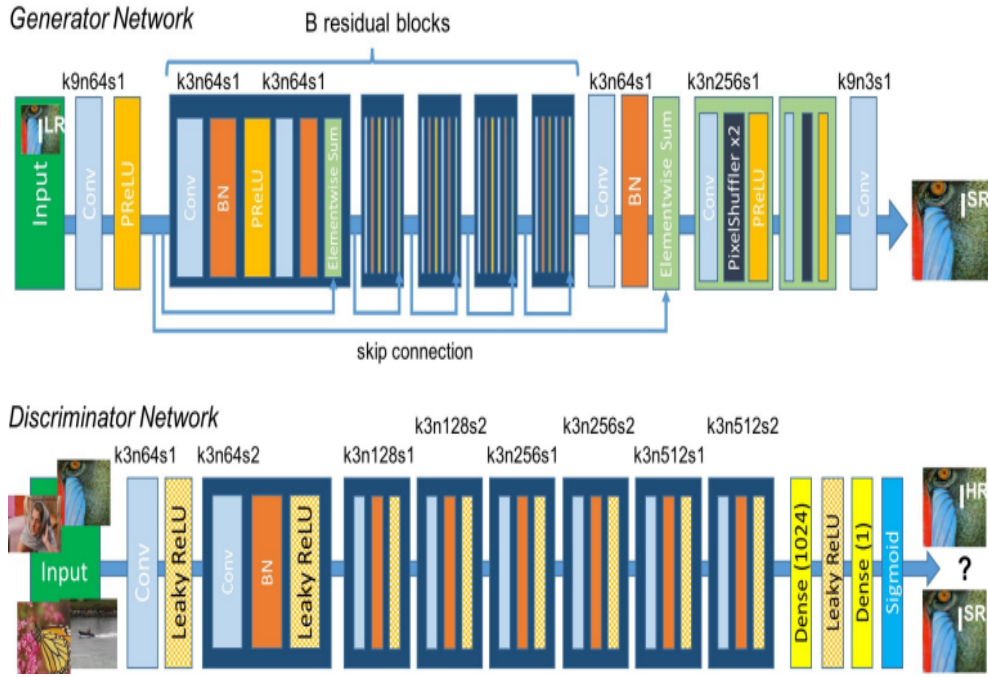 Generator Network
B residual blocks
k9n64s1
k3n64s1
k3n64s1
k3n64s1
k3n256s1
k9n3s1
I^LR
Input
Conv
PReLU
Conv
BN
PReLU
Elementwise Sum
Conv
BN
Elementwise Sum
Conv
PixelShuffler x2
PReLU
Conv
I^SR
skip connection
Discriminator Network
k3n128s2
k3n256s2
k3n512s2
k3n64s1
k3n64s2
k3n128s1
k3n256s1
k3n512s1
Input
Conv
Leaky ReLU
Conv
BN
Leaky ReLU
Dense (1024)
Leaky ReLU
Dense (1)
Sigmoid
I^HR
?
I^SR